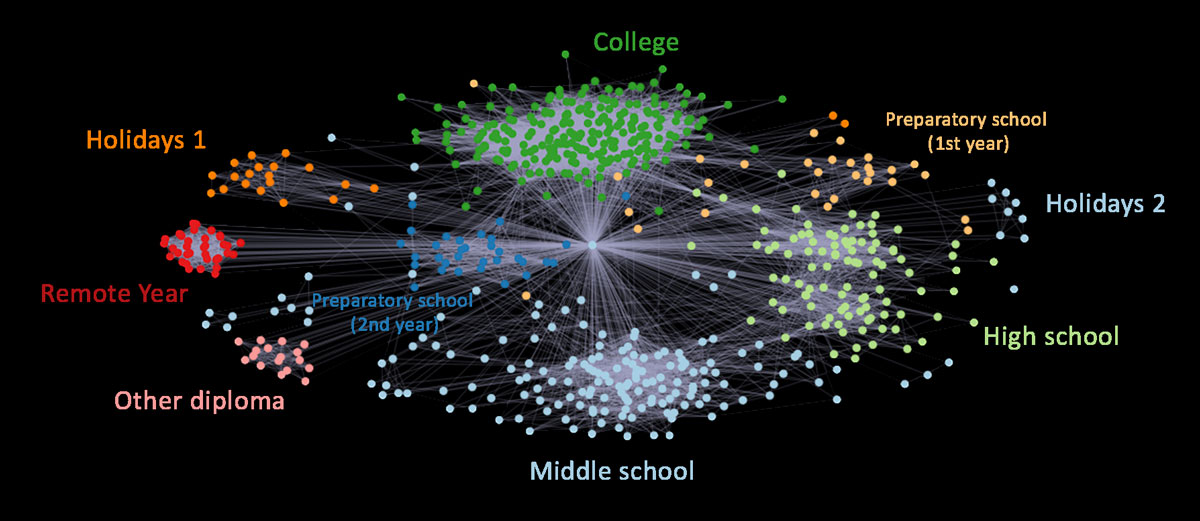 College
Preparatory school
(1st year)
Holidays 1
Holidays 2
Remote Year
Preparatory school
(2nd year)
High school
Other diploma
Middle school